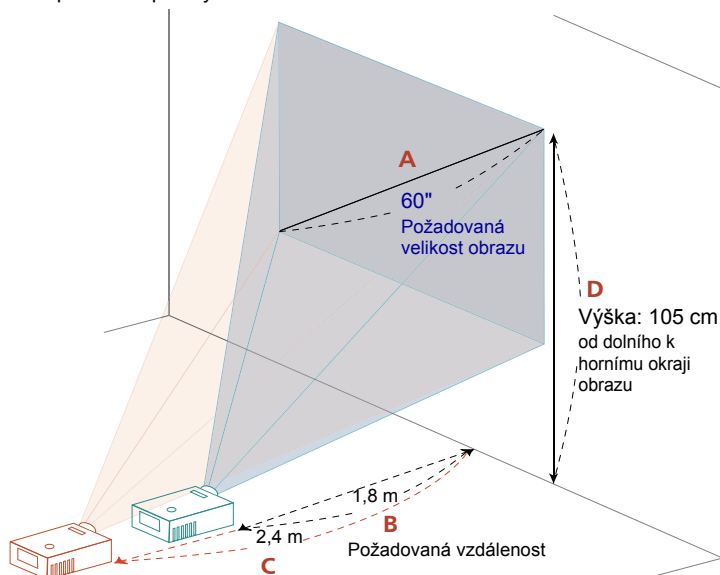 A
60"
Požadovaná
velikost obrazu
D
Výška: 105 cm
od dolního k
hornímu okraji
obrazu
1,8 m
B
2,4 m
Požadovaná vzdálenost
C